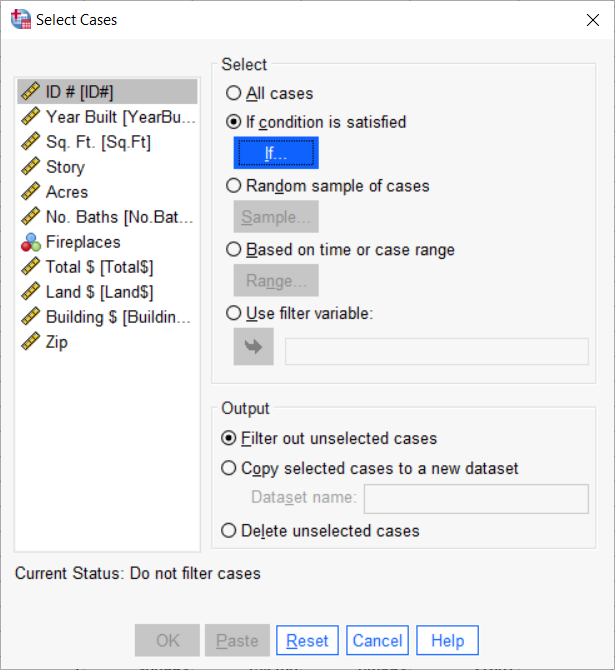 Select Cases
ID # [ID#]
Year Built [YearBu...
Sq. Ft. [Sq.Ft]
Story
Acres
No. Baths [No.Bat...
Fireplaces
Total $ [Total$]
Land $ [Land$]
Building $ [Buildin...
Zip
Select
All cases
If condition is satisfied
If...
Random sample of cases
Sample...
Based on time or case range
Range...
Use filter variable:
Output
Filter out unselected cases
Copy selected cases to a new dataset
Dataset name:
Delete unselected cases
Current Status: Do not filter cases
OK Paste Reset Cancel Help